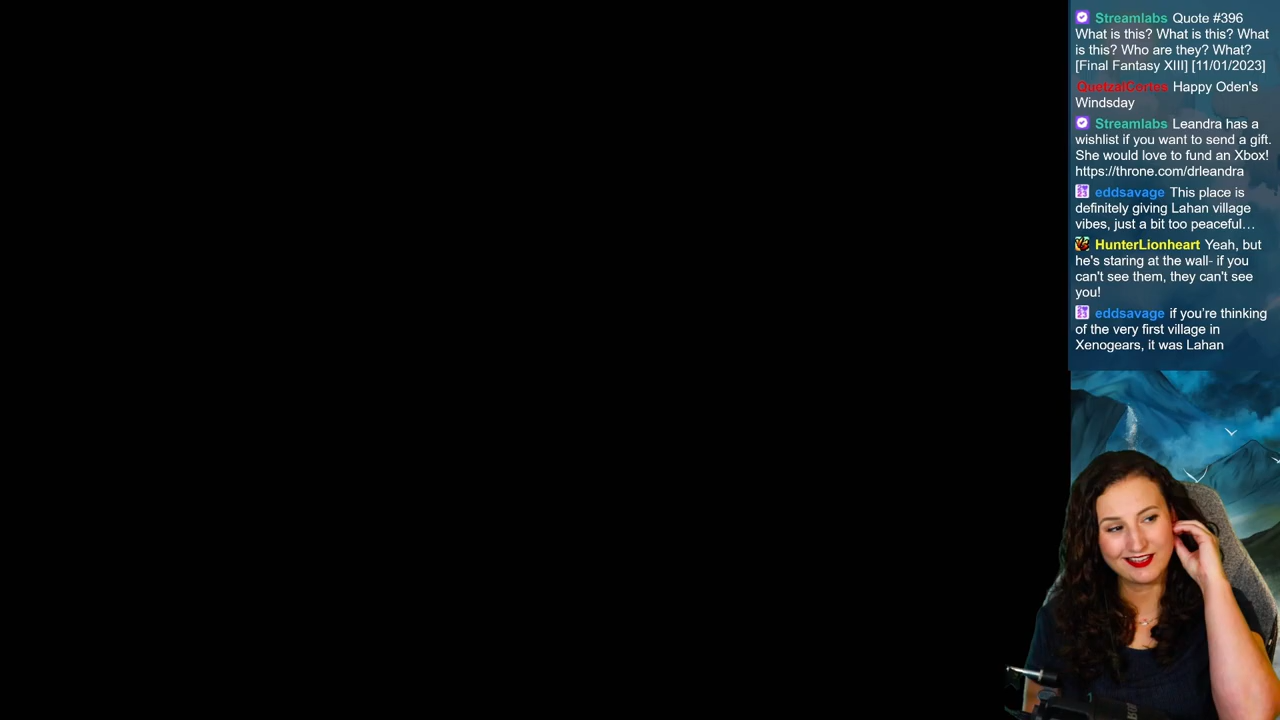 Streamlabs Quote #396
What is this? What is this? What
is this? Who are they? What?
[Final Fantasy XIII] [11/01/2023]
QuetzalCortes Happy Oden's
Windsday
Streamlabs Leandra has a
wishlist if you want to send a gift.
She would love to fund an Xbox!
https://throne.com/drleandra
eddsavage This place is
definitely giving Lahan village
vibes, just a bit too peaceful…
HunterLionheart Yeah, but
he's staring at the wall- if you
can't see them, they can't see
you!
eddsavage if you're thinking
of the very first village in
Xenogears, it was Lahan